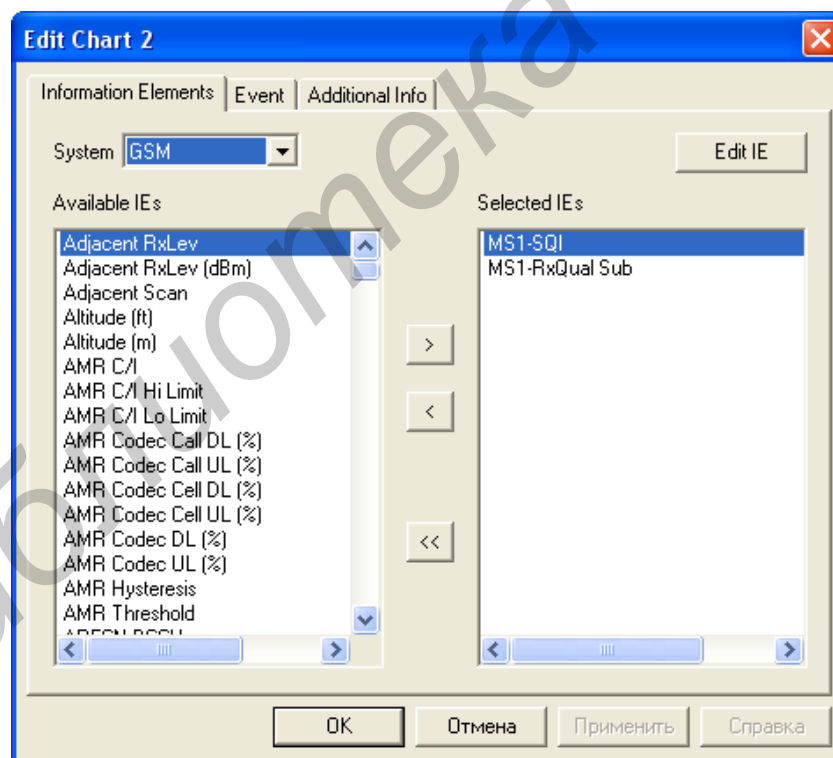 Edit Chart 2
Information Elements
Event
Additional Info
System
GSM
Edit IE
Available IEs
Selected IEs
Adjacent RxLev
Adjacent RxLev (dBm)
Adjacent Scan
Altitude (ft)
Altitude (m)
AMR C/I
AMR C/I Hi Limit
AMR C/I Lo Limit
AMR Codec Call DL (%)
AMR Codec Call UL (%)
AMR Codec Cell DL (%)
AMR Codec Cell UL (%)
AMR Codec DL (%)
AMR Codec UL (%)
AMR Hysteresis
AMR Threshold
MS1-SQI
MS1-RxQual Sub
>
<
<<
OK
Отмена
Применить
Справка